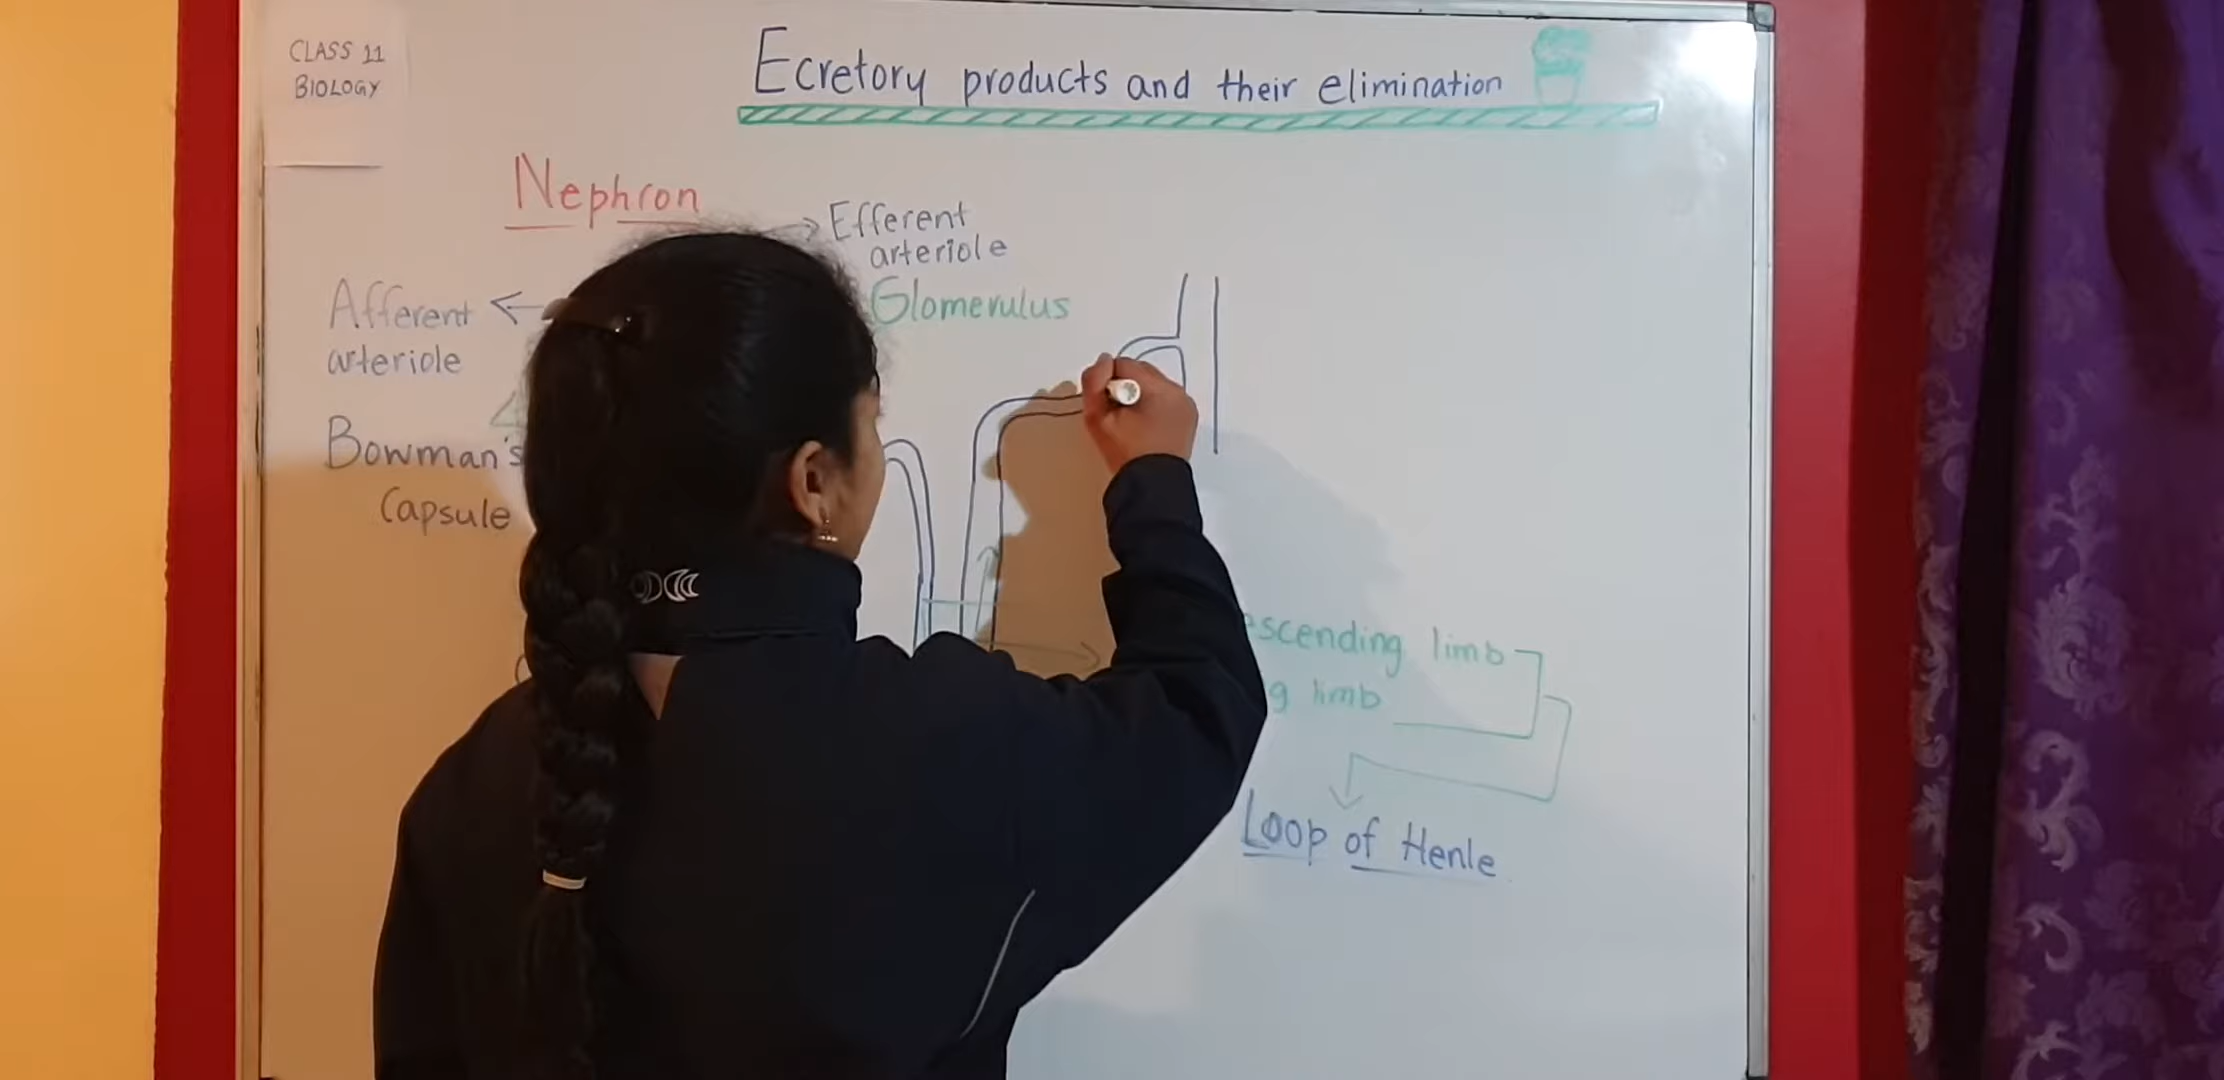 CLASS 11
BIOLOGY
Ecretory products and their elimination
Nephron
Efferent
arteriole
Glomerulus
Afferent
arteriole
Bowman's
Capsule
escending limb
g limb
Loop of Henle